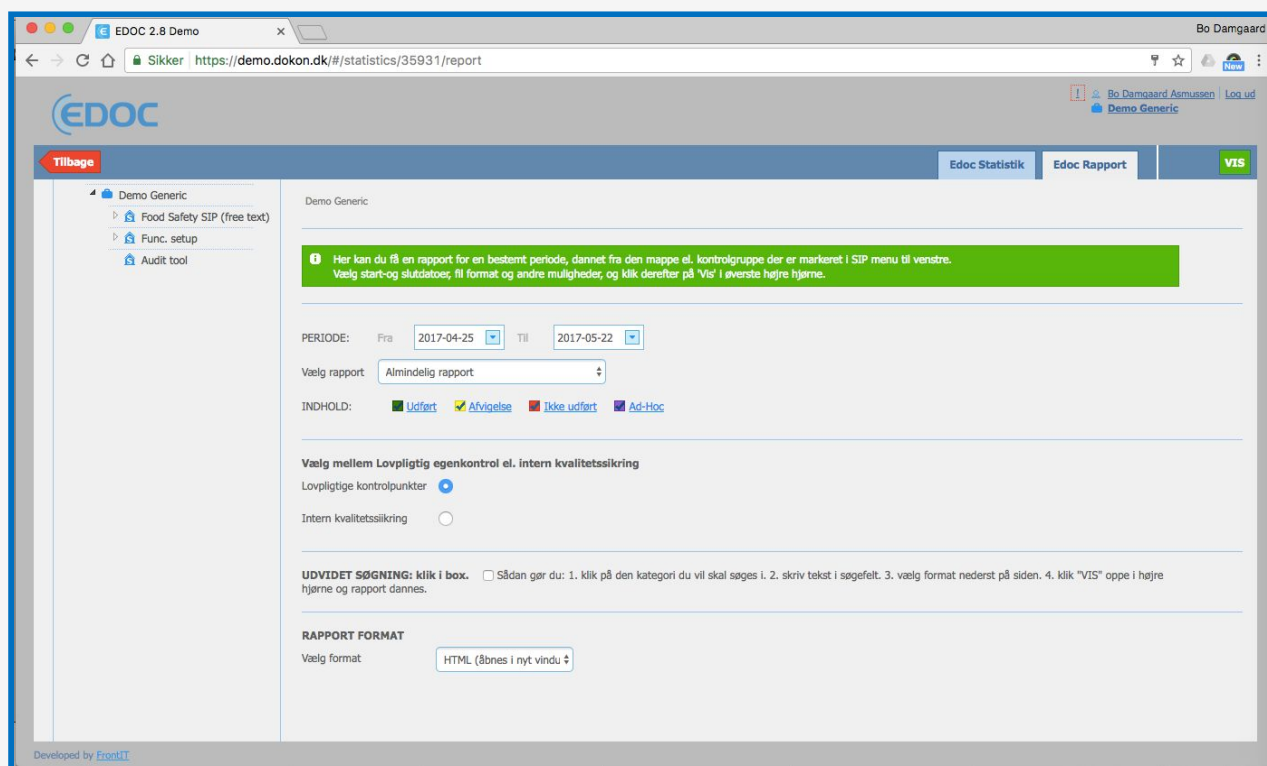 EDOC 2.8 Demo
Bo Damgaard
Sikker https://demo.dokon.dk/#/statistics/35931/report
New
EDOC
! Bo Damgaard Asmussen Log ud
Demo Generic
Tilbage
Edoc Statistik Edoc Rapport VIS
Demo Generic
Food Safety SIP (free text)
Func. setup
Audit tool
Demo Generic
Her kan du få en rapport for en bestemt periode, dannet fra den mappe el. kontrolgruppe der er markeret i SIP menu til venstre.
Vælg start-og slutdatoer, fil format og andre muligheder, og klik derefter på 'Vis' i øverste højre hjørne.
PERIODE: Fra 2017-04-25 Til 2017-05-22
Vælg rapport Almindelig rapport
INDHOLD: Udført Afvigelse Ikke udført Ad-Hoc
Vælg mellem Lovpligtig egenkontrol el. intern kvalitetssikring
Lovpligtige kontrolpunkter
Intern kvalitetssiikring
UDVIDET SØGNING: klik i box. Sådan gør du: 1. klik på den kategori du vil skal søges i. 2. skriv tekst i søgefelt. 3. vælg format nederst på siden. 4. klik "VIS" oppe i højre
hjørne og rapport dannes.
RAPPORT FORMAT
Vælg format HTML (åbnes i nyt vindu
Developed by FrontIT